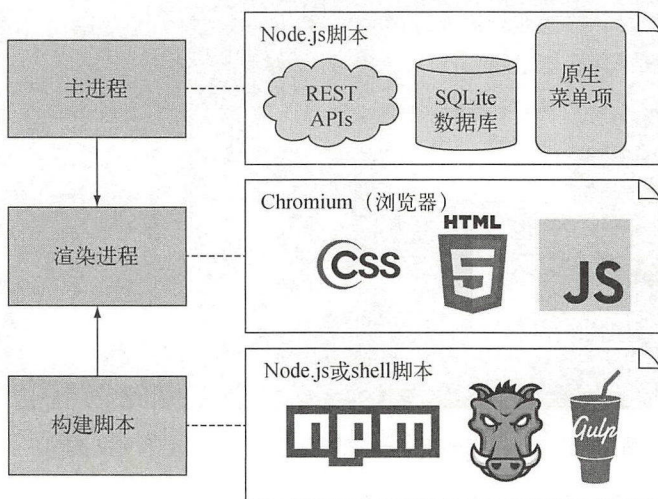 主进程
Node.js脚本
REST
APIs
SQLite
数据库
原生
菜单项
渲染进程
Chromium（浏览器）
CSS
HTML
5
JS
构建脚本
Node.js或shell脚本
npm
Gulp